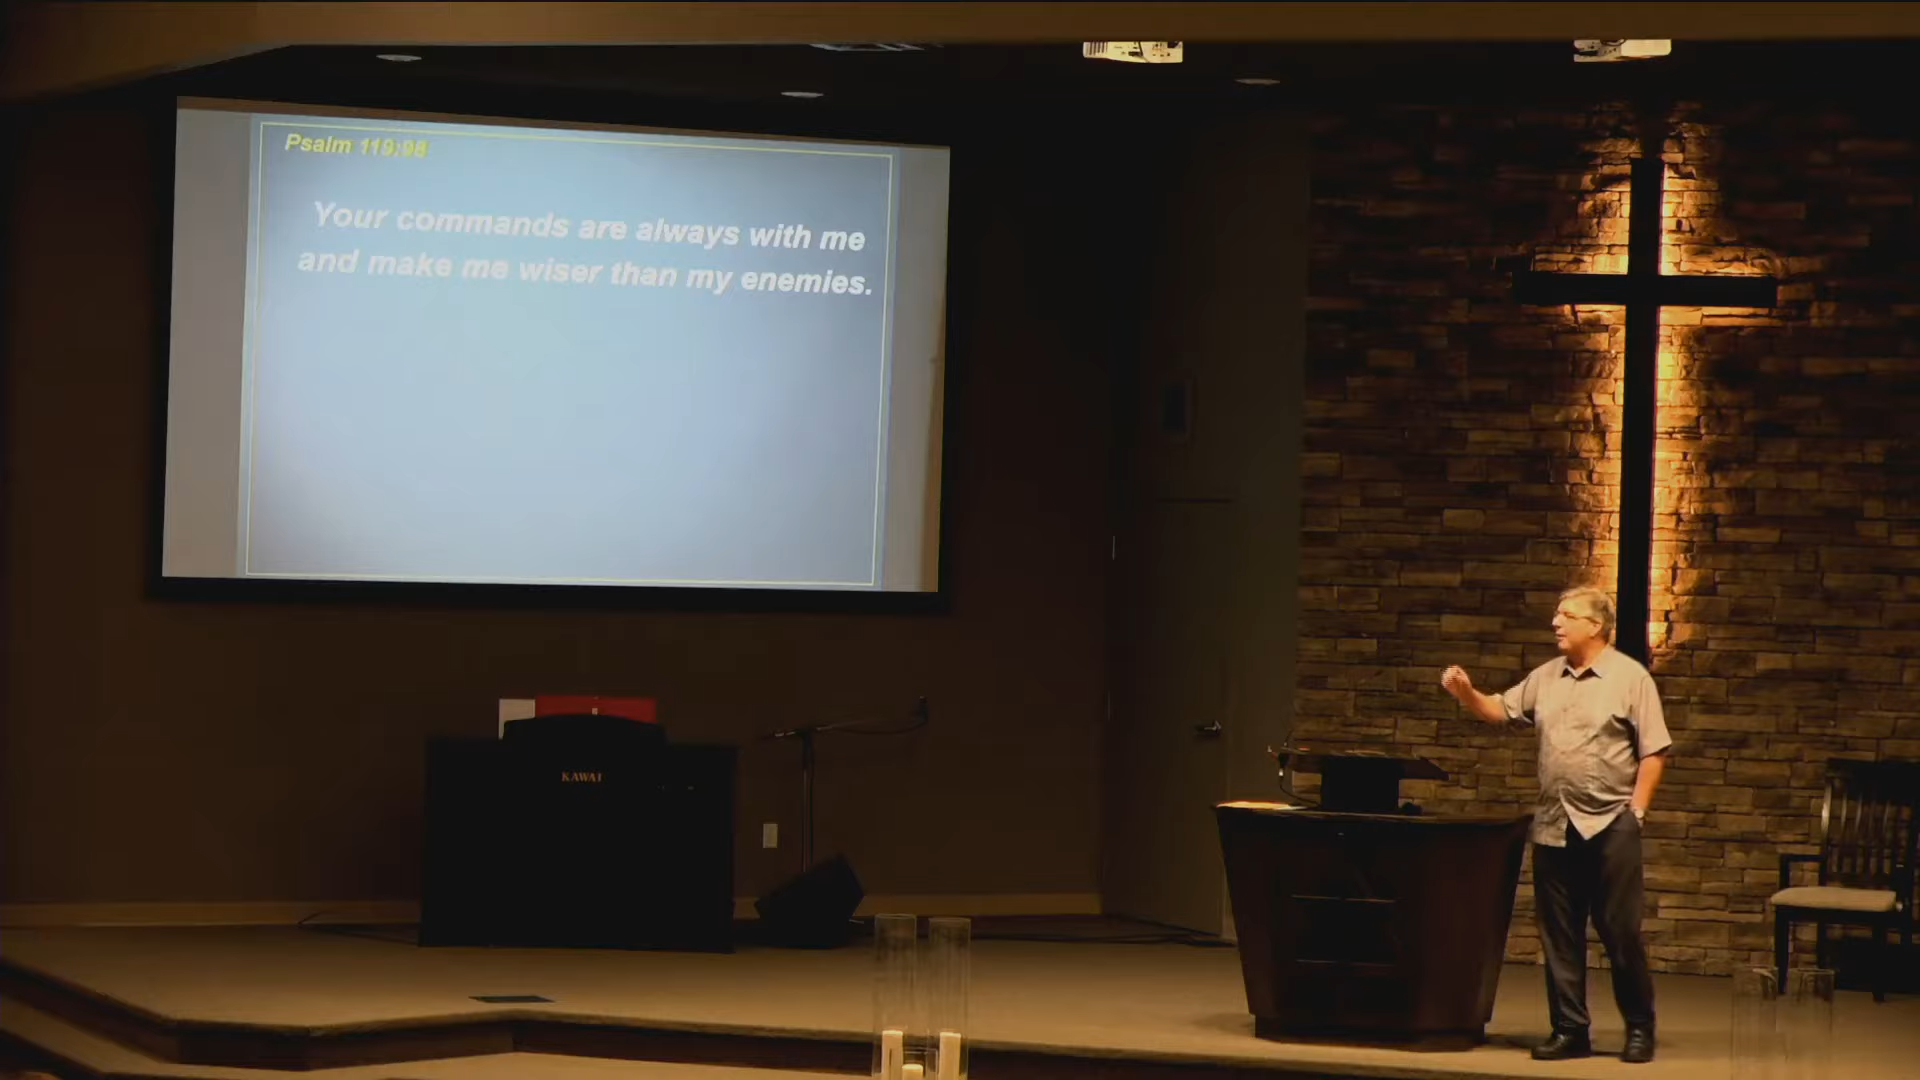 Psalm 119:98
Your commands are always with me
and make me wiser than my enemies.
KAWAI